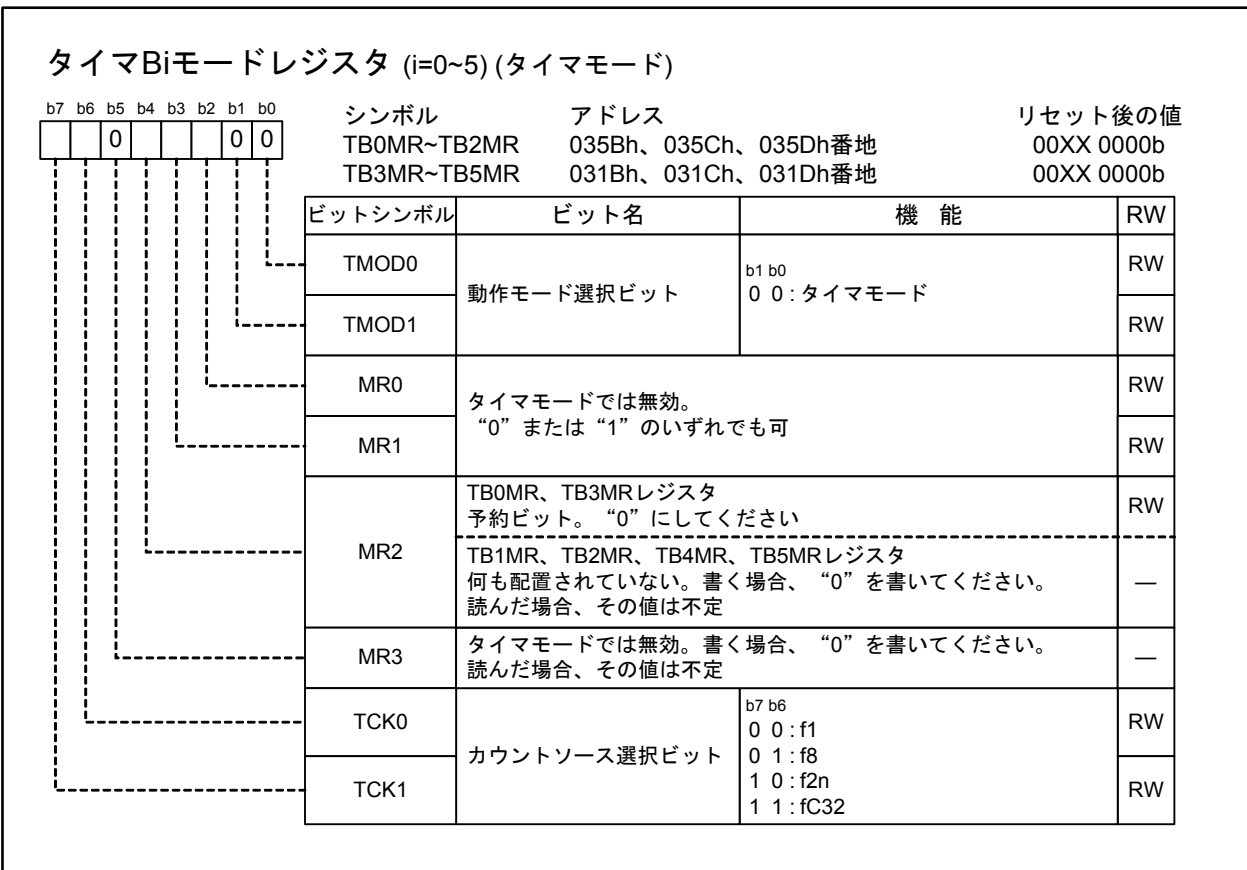 タイマBiモードレジスタ (i=0~5) (タイマモード)
b7 b6 b5 b4 b3 b2 b1 b0
0 0 0
シンボル アドレス リセット後の値
TB0MR~TB2MR 035Bh、035Ch、035Dh番地 00XX 0000b
TB3MR~TB5MR 031Bh、031Ch、031Dh番地 00XX 0000b
ビットシンボル ビット名 機 能 RW
TMOD0 RW
動作モード選択ビット
b1 b0
0 0 : タイマモード
TMOD1 RW
MR0 RW
タイマモードでは無効。
“0”または“1”のいずれでも可
MR1 RW
MR2
TB0MR、TB3MRレジスタ
予約ビット。“0”にしてください
RW
TB1MR、TB2MR、TB4MR、TB5MRレジスタ
何も配置されていない。書く場合、“0”を書いてください。
読んだ場合、その値は不定
—
MR3
タイマモードでは無効。書く場合、“0”を書いてください。
読んだ場合、その値は不定
—
TCK0 RW
カウントソース選択ビット
b7 b6
0 0 : f1
0 1 : f8
1 0 : f2n
1 1 : fC32
TCK1 RW